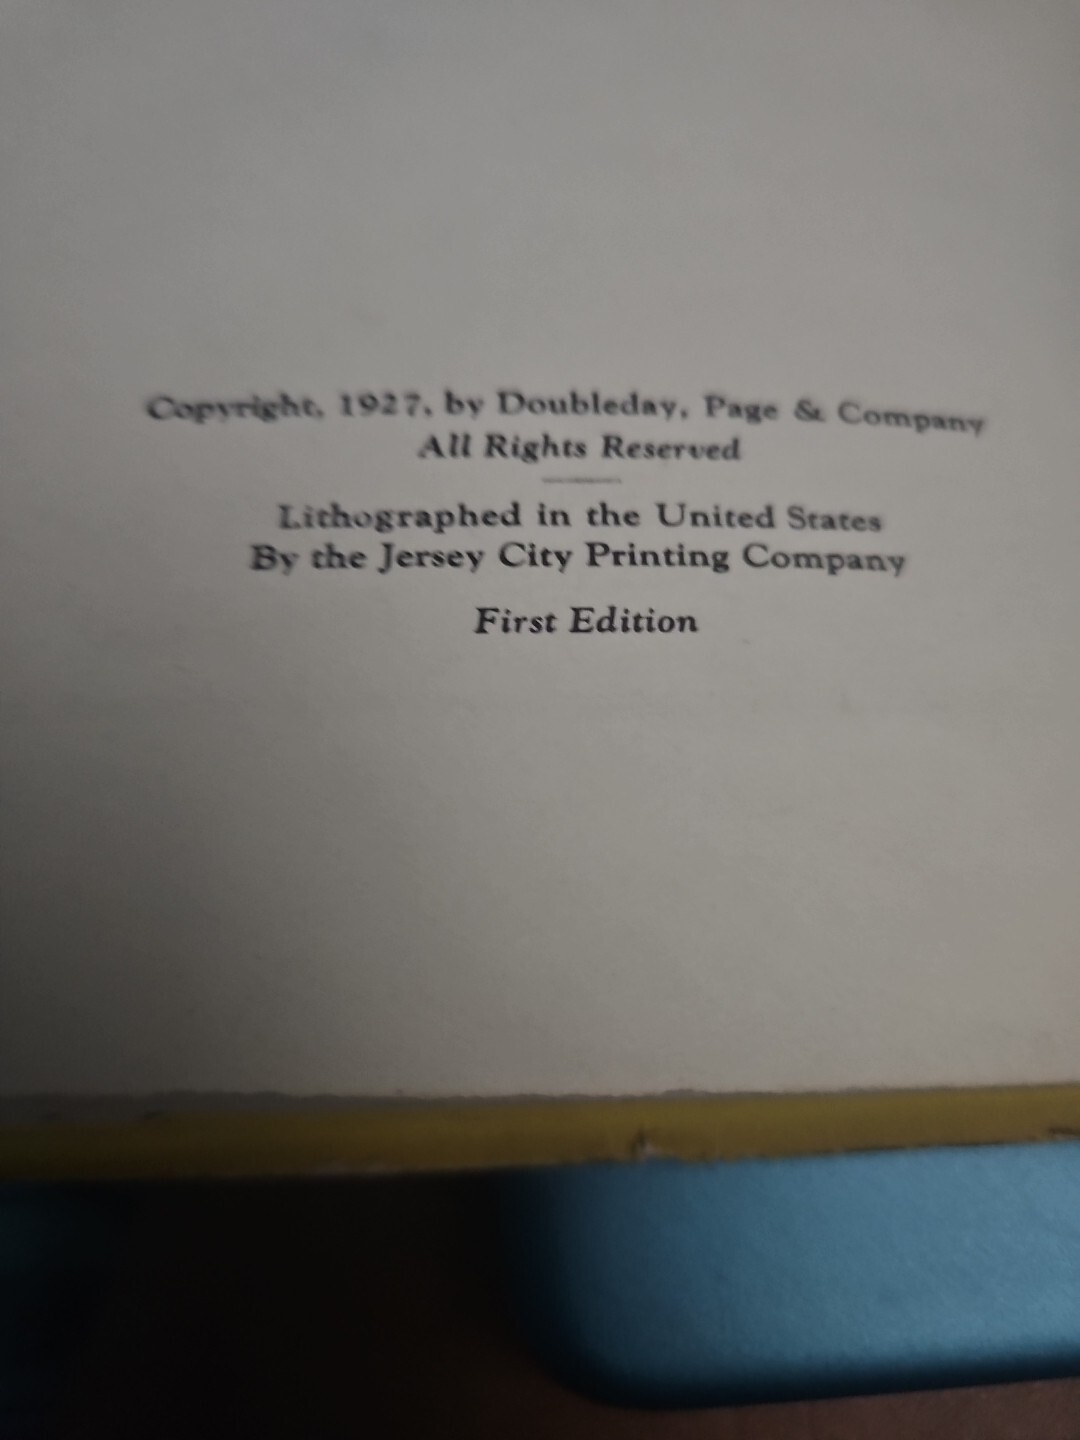 Copyright, 1927, by Doubleday, Page & Company
All Rights Reserved
Lithographed in the United States
By the Jersey City Printing Company
First Edition